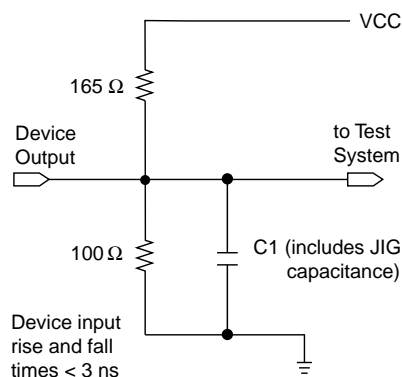 VCC
165 Ω
Device
Output
to Test
System
100 Ω
C1 (includes JIG
capacitance)
Device input
rise and fall
times < 3 ns